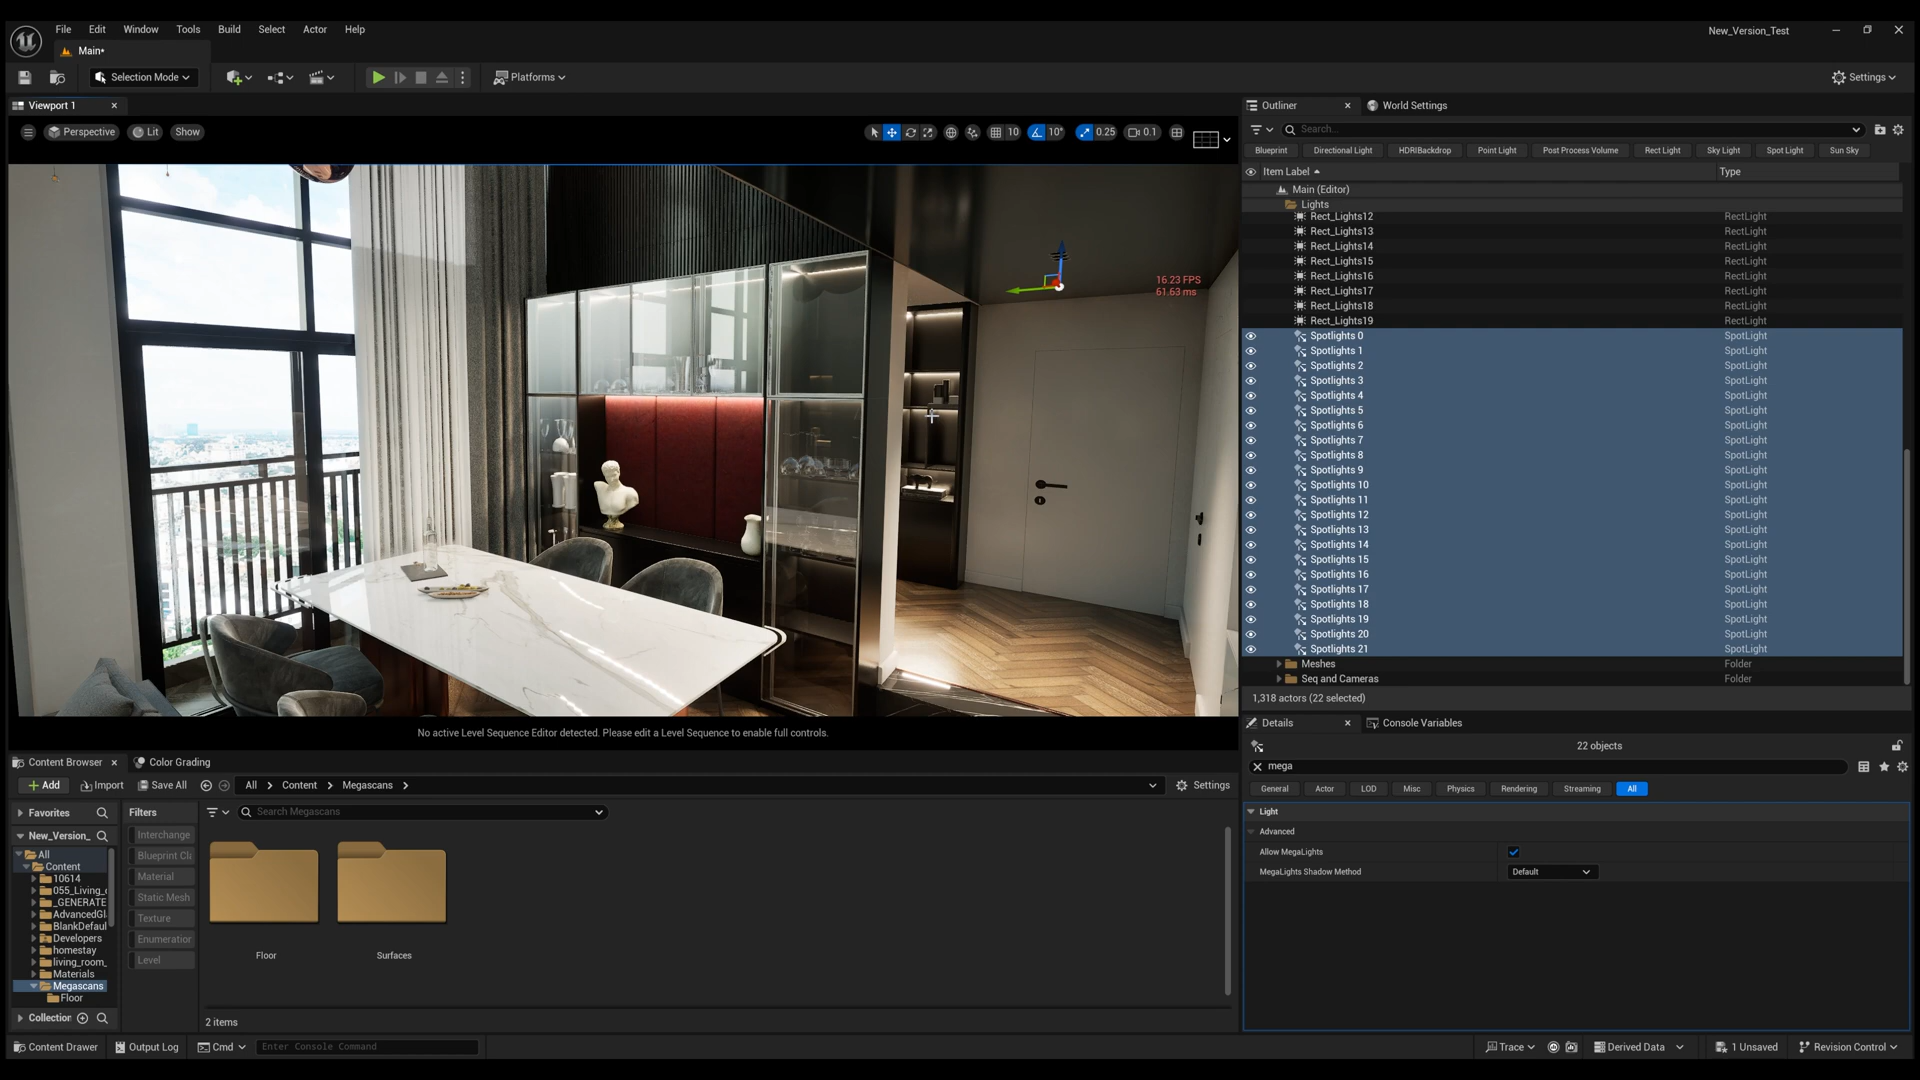 File Edit Window Tools Build Select Actor Help
New_Version_Test
Main*
Selection Mode
Platforms
Settings
Viewport 1
Perspective Lit Show
10 10° 0.25 0.1
16.23 FPS
61.63 ms
No active Level Sequence Editor detected. Please edit a Level Sequence to enable full controls.
Outliner World Settings
Search...
Blueprint Directional Light HDRIBackdrop Point Light Post Process Volume Rect Light Sky Light Spot Light Sun Sky
Item Label Type
Main (Editor)
Lights
Rect_Lights12 RectLight
Rect_Lights13 RectLight
Rect_Lights14 RectLight
Rect_Lights15 RectLight
Rect_Lights16 RectLight
Rect_Lights17 RectLight
Rect_Lights18 RectLight
Rect_Lights19 RectLight
Spotlights 0 SpotLight
Spotlights 1 SpotLight
Spotlights 2 SpotLight
Spotlights 3 SpotLight
Spotlights 4 SpotLight
Spotlights 5 SpotLight
Spotlights 6 SpotLight
Spotlights 7 SpotLight
Spotlights 8 SpotLight
Spotlights 9 SpotLight
Spotlights 10 SpotLight
Spotlights 11 SpotLight
Spotlights 12 SpotLight
Spotlights 13 SpotLight
Spotlights 14 SpotLight
Spotlights 15 SpotLight
Spotlights 16 SpotLight
Spotlights 17 SpotLight
Spotlights 18 SpotLight
Spotlights 19 SpotLight
Spotlights 20 SpotLight
Spotlights 21 SpotLight
Meshes Folder
Seq and Cameras Folder
1,318 actors (22 selected)
Details Console Variables
22 objects
mega
General Actor LOD Misc Physics Rendering Streaming All
Light
Advanced
Allow MegaLights
MegaLights Shadow Method Default
Content Browser Color Grading
Add Import Save All All Content Megascans Settings
Favorites
New_Version_
All
Content
10614
055_Living_
_GENERATE
AdvancedGl
BlankDefaul
Developers
homestay
living_room_
Materials
Megascans
Floor
Collection
Filters
Interchange
Blueprint Cl
Material
Static Mesh
Texture
Enumeration
Level
Search Megascans
Floor Surfaces
2 items
Content Drawer Output Log Cmd Enter Console Command
Trace Derived Data 1 Unsaved Revision Control